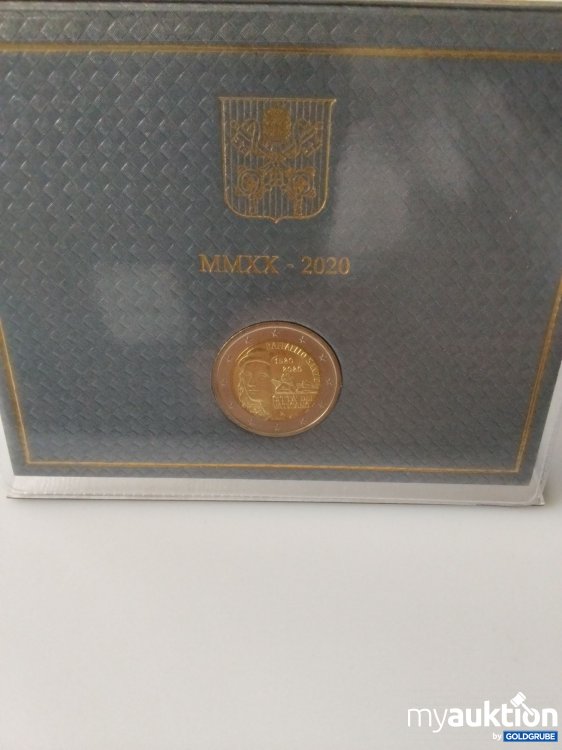 MMXX - 2020
RAFFAELLO SANZIO
1520
2020
myauktion
by GOLDGRUBE